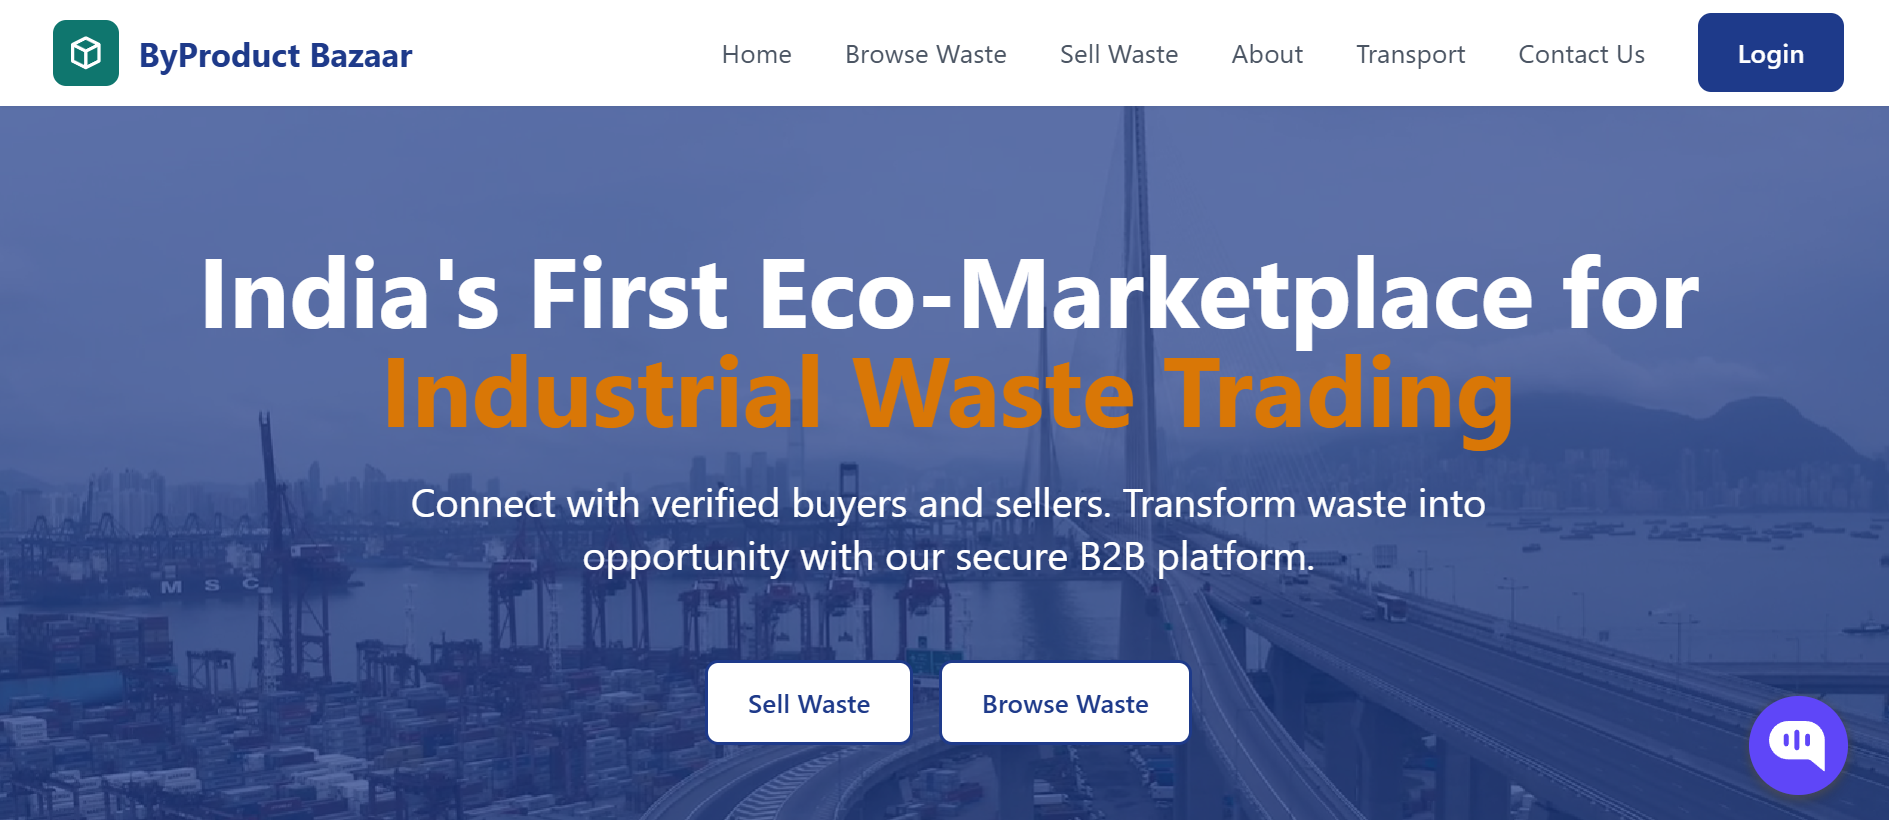 ByProduct Bazaar
Home
Browse Waste
Sell Waste
About
Transport
Contact Us
Login
India's First Eco-Marketplace for
Industrial Waste Trading
Connect with verified buyers and sellers. Transform waste into
opportunity with our secure B2B platform.
M S C
Sell Waste
Browse Waste